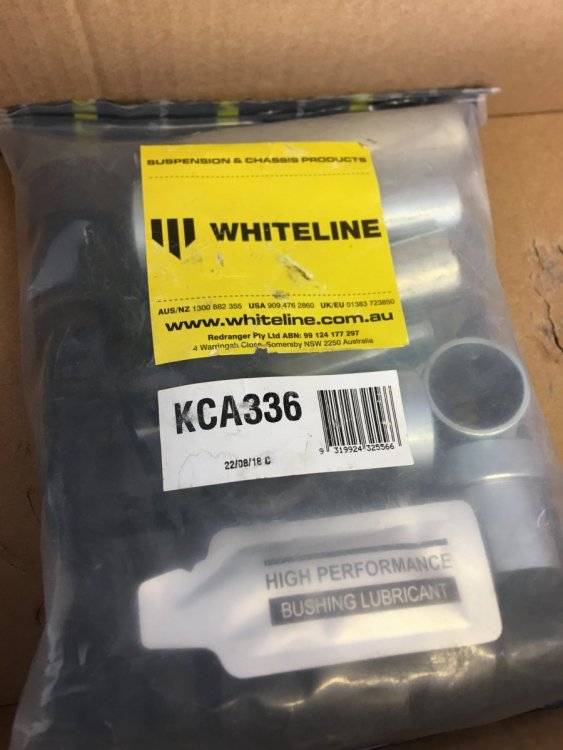 SUSPENSION & CHASSIS PRODUCTS
WHITELINE
AUS/NZ 1300 882 355 USA 909 476 2860 UK/EU 01383 723850
www.whiteline.com.au
Redranger Pty Ltd ABN: 99 124 177 297
4 Warringah Close, Somersby NSW 2250 Australia
KCA336
9 319924 325566
22/08/18 C
HIGH PERFORMANCE
BUSHING LUBRICANT